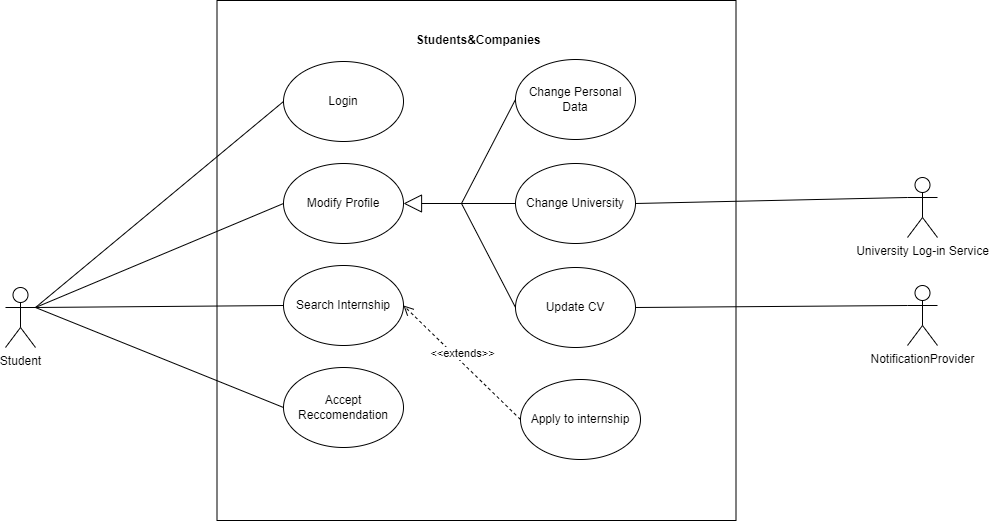 Students&Companies
Login
Change Personal
Data
Modify Profile
Change University
University Log-in Service
Search Internship
Update CV
<<extends>>
Student
NotificationProvider
Accept
Reccomendation
Apply to internship